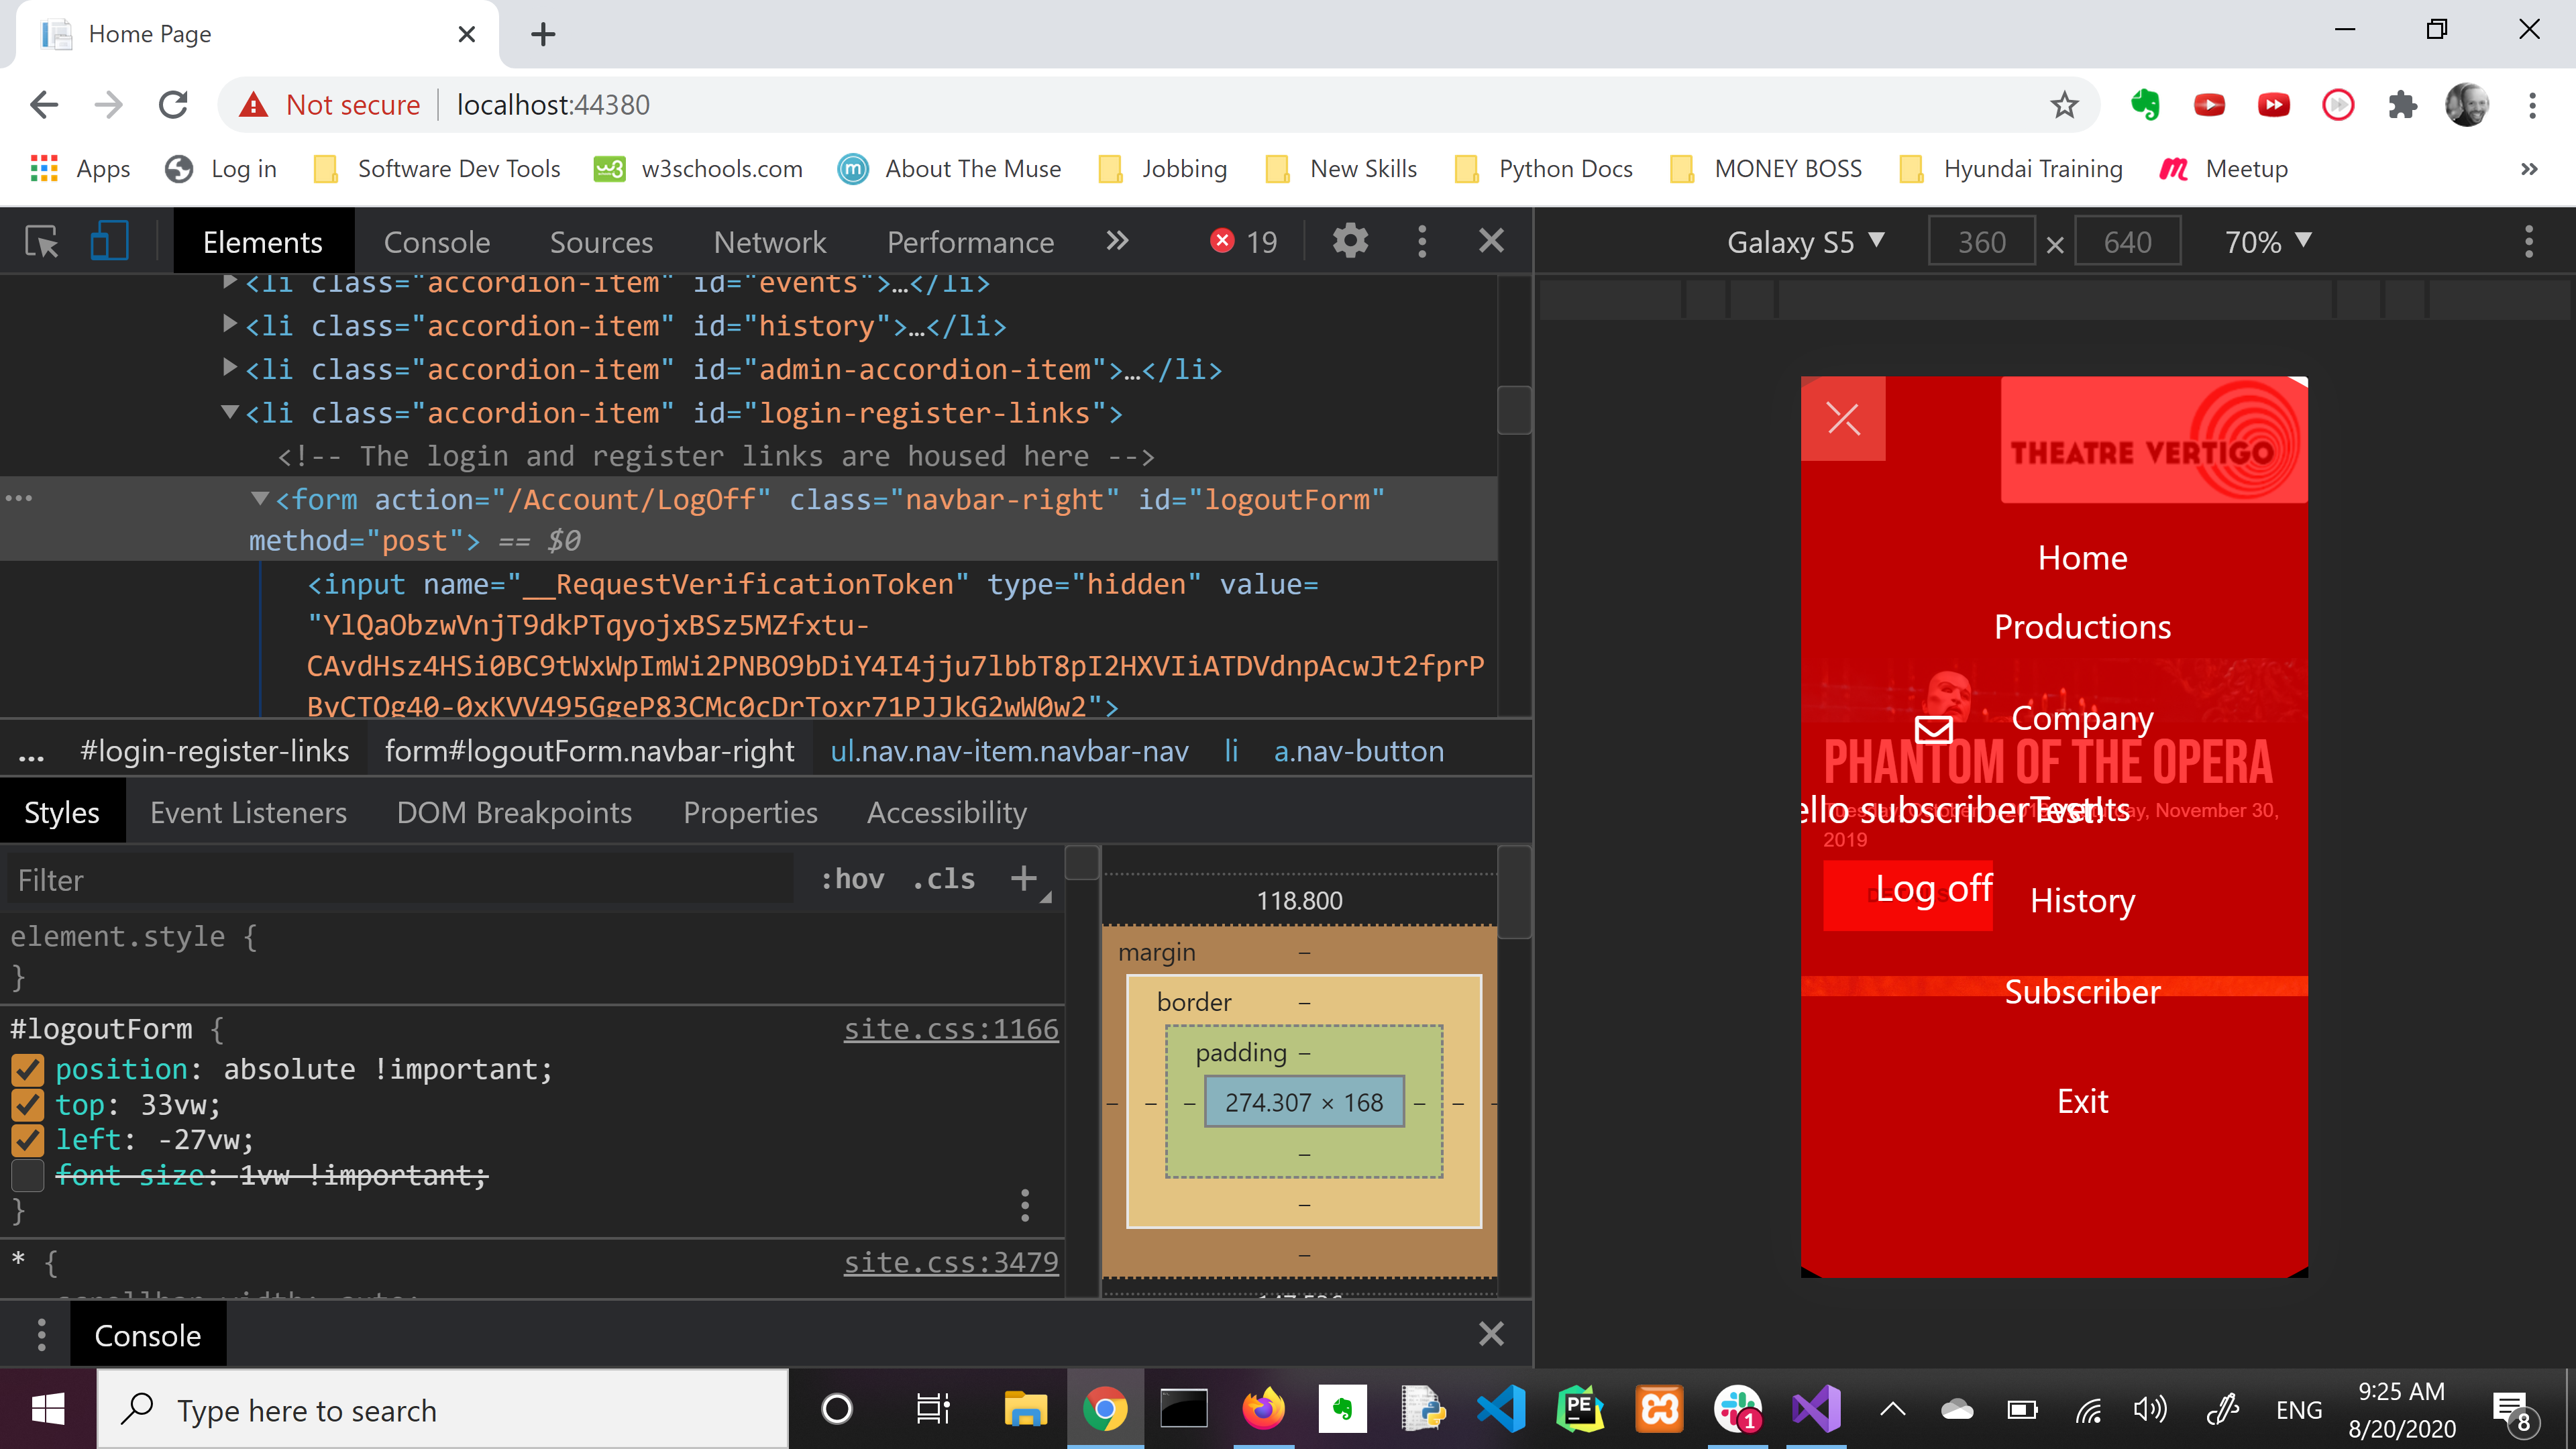 Home Page
Not secure localhost:44380
Apps Log in Software Dev Tools w3schools.com About The Muse Jobbing New Skills Python Docs MONEY BOSS Hyundai Training Meetup »
Elements Console Sources Network Performance » 19
<li class="accordion-item" id="events">…</li>
<li class="accordion-item" id="history">…</li>
<li class="accordion-item" id="admin-accordion-item">…</li>
<li class="accordion-item" id="login-register-links">
<!-- The login and register links are housed here -->
<form action="/Account/LogOff" class="navbar-right" id="logoutForm"
method="post"> == $0
<input name="__RequestVerificationToken" type="hidden" value=
"YlQaObzwVnjT9dkPTqyojxBSz5MZfxtu-
CAvdHsz4HSi0BC9tWxWpImWi2PNBO9bDiY4I4jju7lbbT8pI2HXVIiATDVdnpAcwJt2fprP
ByCTOg40-0xKVV495GgeP83CMc0cDrToxr71PJJkG2wW0w2">
... #login-register-links form#logoutForm.navbar-right ul.nav.nav-item.navbar-nav li a.nav-button
Styles Event Listeners DOM Breakpoints Properties Accessibility
Filter :hov .cls +
element.style {
}
#logoutForm { site.css:1166
position: absolute !important;
top: 33vw;
left: -27vw;
font size: 1vw !important;
}
* { site.css:3479
118.800
margin –
border –
padding –
– – – 274.307 × 168 – – –
–
–
–
Console
Galaxy S5 360 × 640 70%
THEATRE VERTIGO
Home
Productions
Company
PHANTOM OF THE OPERA
ello subscriberTest!
Events
November 30,
2019
Log off
History
Subscriber
Exit
Type here to search
PE
1
ENG
9:25 AM
8/20/2020
8